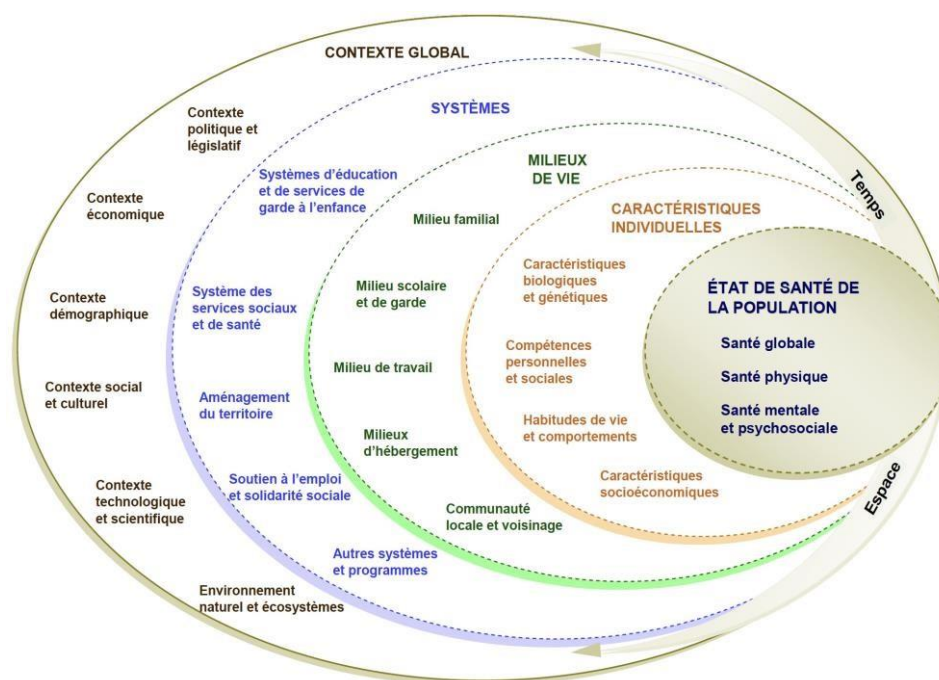 CONTEXTE GLOBAL
Contexte
politique et
législatif
Contexte
économique
Contexte
démographique
Contexte social
et culturel
Contexte
technologique
et scientifique
Environnement
naturel et écosystèmes
SYSTÈMES
Systèmes d'éducation
et de services de
garde à l'enfance
Système des
services sociaux
et de santé
Aménagement
du territoire
Soutien à l'emploi
et solidarité sociale
Autres systèmes
et programmes
MILIEUX
DE VIE
Milieu familial
Milieu scolaire
et de garde
Milieu de travail
Milieux
d'hébergement
Communauté
locale et voisinage
CARACTÉRISTIQUES
INDIVIDUELLES
Caractéristiques
biologiques
et génétiques
Compétences
personnelles
et sociales
Habitudes de vie
et comportements
Caractéristiques
socioéconomiques
ÉTAT DE SANTÉ DE
LA POPULATION
Santé globale
Santé physique
Santé mentale
et psychosociale
Temps
Espace